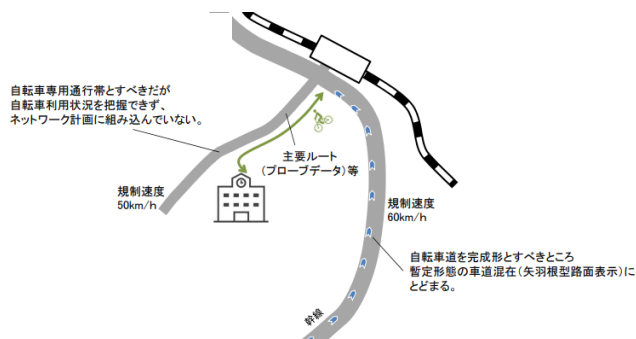 自転車専用通行帯とすべきだが
自転車利用状況を把握できず、
ネットワーク計画に組み込んでいない。
主要ルート
(プローブデータ)等
規制速度
50km/h
規制速度
60km/h
自転車道を完成形とすべきところ
暫定形態の車道混在(矢羽根型路面表示)に
とどまる。
幹線